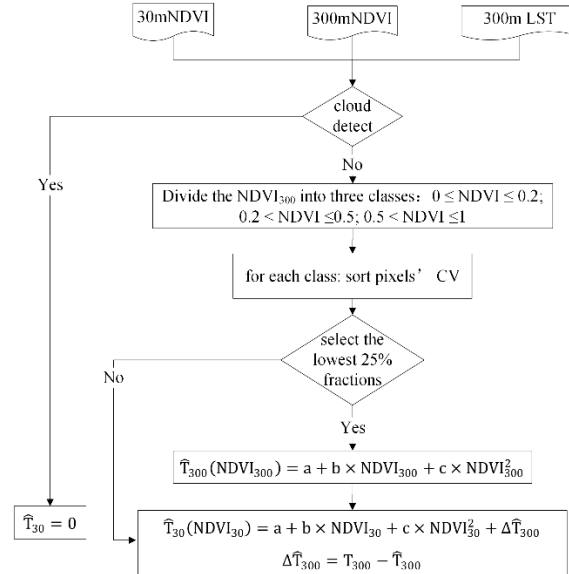 30mNDVI
300mNDVI
300m LST
cloud
detect
Yes
No
Divide the NDVI₃₀₀ into three classes: 0 ≤ NDVI ≤ 0.2;
0.2 < NDVI ≤0.5; 0.5 < NDVI ≤1
for each class: sort pixels' CV
select the
lowest 25%
fractions
No
Yes
T̂₃₀₀(NDVI₃₀₀) = a + b × NDVI₃₀₀ + c × NDVI²₃₀₀
T̂₃₀ = 0
T̂₃₀(NDVI₃₀) = a + b × NDVI₃₀ + c × NDVI²₃₀ + ΔT̂₃₀₀
ΔT̂₃₀₀ = T₃₀₀ − T̂₃₀₀